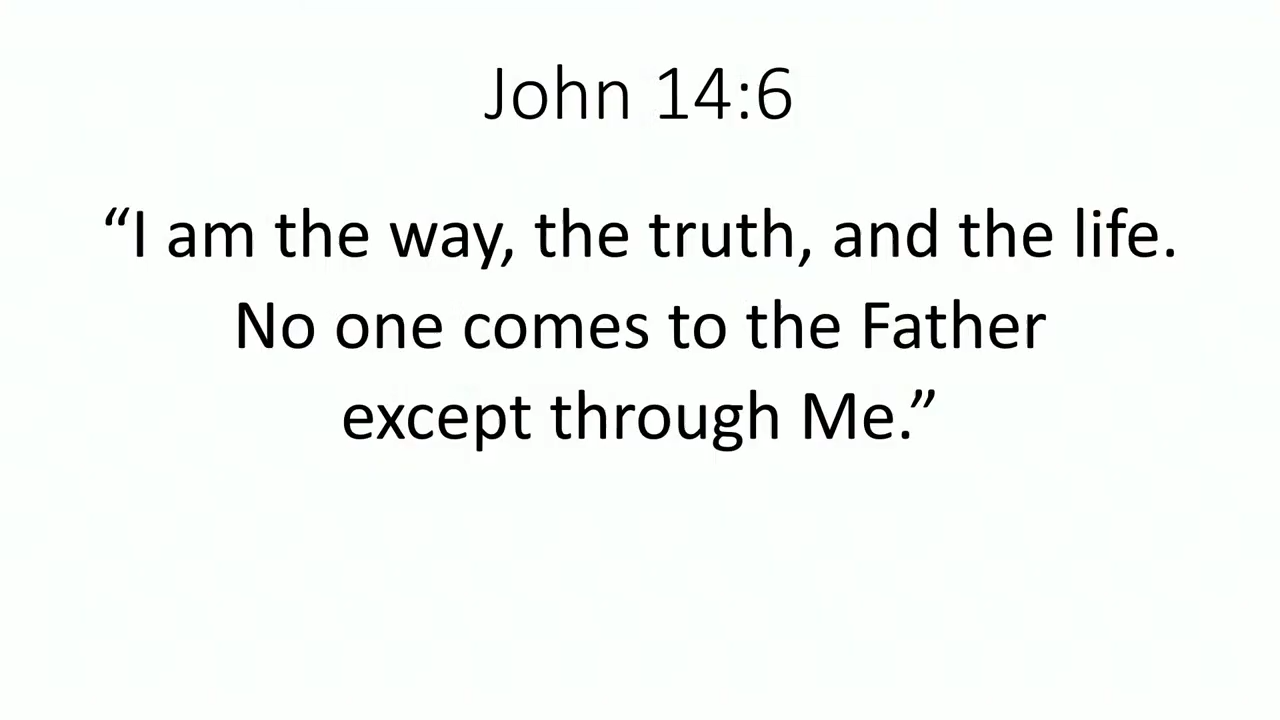 John 14:6
“I am the way, the truth, and the life.
No one comes to the Father
except through Me.”